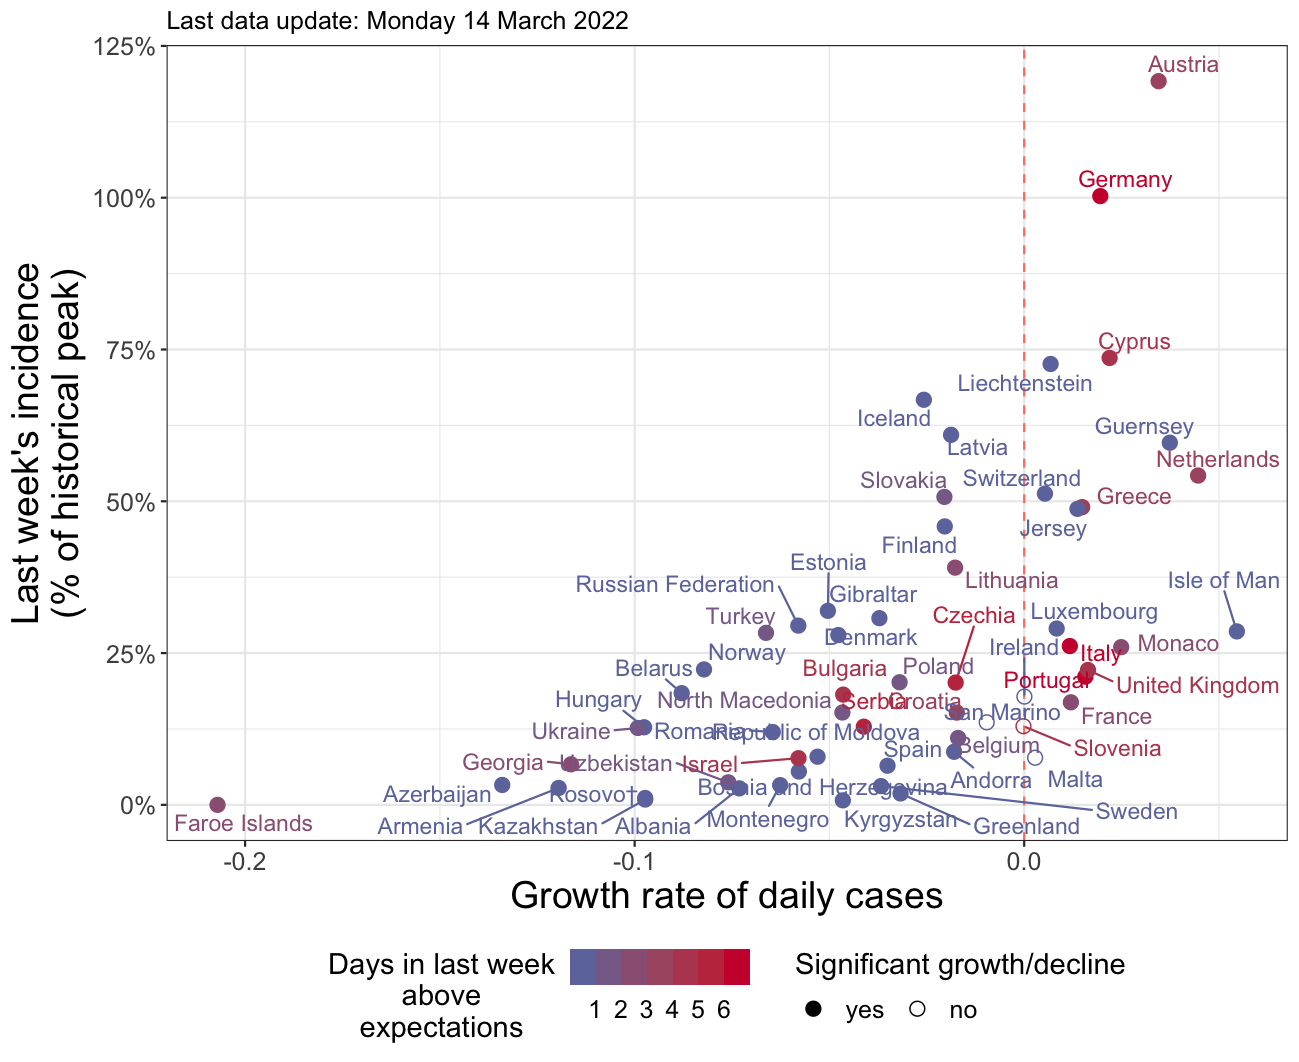 Last data update: Monday 14 March 2022
Last week's incidence
(% of historical peak)
125%
100%
75%
50%
25%
0%
Austria
Germany
Cyprus
Liechtenstein
Iceland
Guernsey
Latvia
Netherlands
Slovakia
Switzerland
Greece
Jersey
Finland
Estonia
Russian Federation
Lithuania
Isle of Man
Gibraltar
Turkey
Czechia
Luxembourg
Denmark
Ireland
Monaco
Norway
Italy
Belarus
Bulgaria
Poland
Portugal
United Kingdom
Hungary
North Macedonia
Serbia
Croatia
San Marino
France
Ukraine
Romania
Republic of Moldova
Slovenia
Belgium
Spain
Georgia
Uzbekistan
Israel
Andorra
Malta
Azerbaijan
Kosovo†
Bosnia and Herzegovina
Sweden
Faroe Islands
Armenia
Kazakhstan
Albania
Montenegro
Kyrgyzstan
Greenland
-0.2
-0.1
0.0
Growth rate of daily cases
Days in last week
above
expectations
1 2 3 4 5 6
Significant growth/decline
yes
no